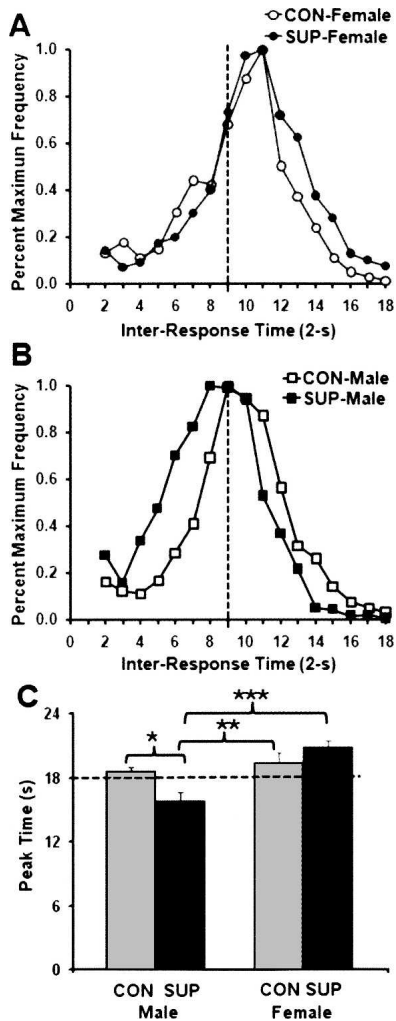 A
CON-Female
SUP-Female
Percent Maximun Frequency
1.0
0.8
0.6
0.4
0.2
0.0
0 2 4 6 8 10 12 14 16 18
Inter-Response Time (2-s)
B
CON-Male
SUP-Male
Percent Maximum Frequency
1.0
0.8
0.6
0.4
0.2
0.0
0 2 4 6 8 10 12 14 16 18
Inter-Response Time (2-s)
C
***
* **
Peak Time (s)
24
18
12
6
0
CON SUP CON SUP
Male Female